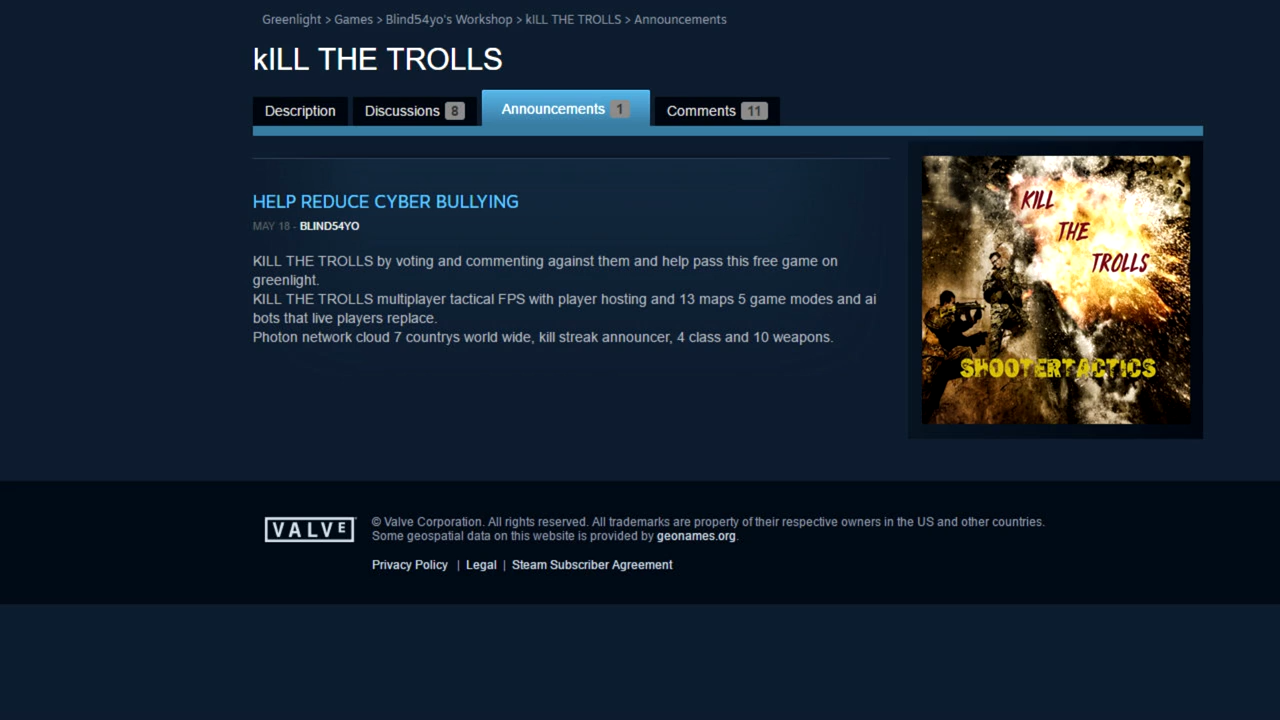 Greenlight > Games > Blind54yo's Workshop > kILL THE TROLLS > Announcements
kILL THE TROLLS
Description Discussions 8 Announcements 1 Comments 11
HELP REDUCE CYBER BULLYING
MAY 18 - BLIND54YO
KILL THE TROLLS by voting and commenting against them and help pass this free game on
greenlight.
KILL THE TROLLS multiplayer tactical FPS with player hosting and 13 maps 5 game modes and ai
bots that live players replace.
Photon network cloud 7 countrys world wide, kill streak announcer, 4 class and 10 weapons.
KILL
THE
TROLLS
SHOOTERTACTICS
VALVE
© Valve Corporation. All rights reserved. All trademarks are property of their respective owners in the US and other countries.
Some geospatial data on this website is provided by geonames.org.
Privacy Policy | Legal | Steam Subscriber Agreement